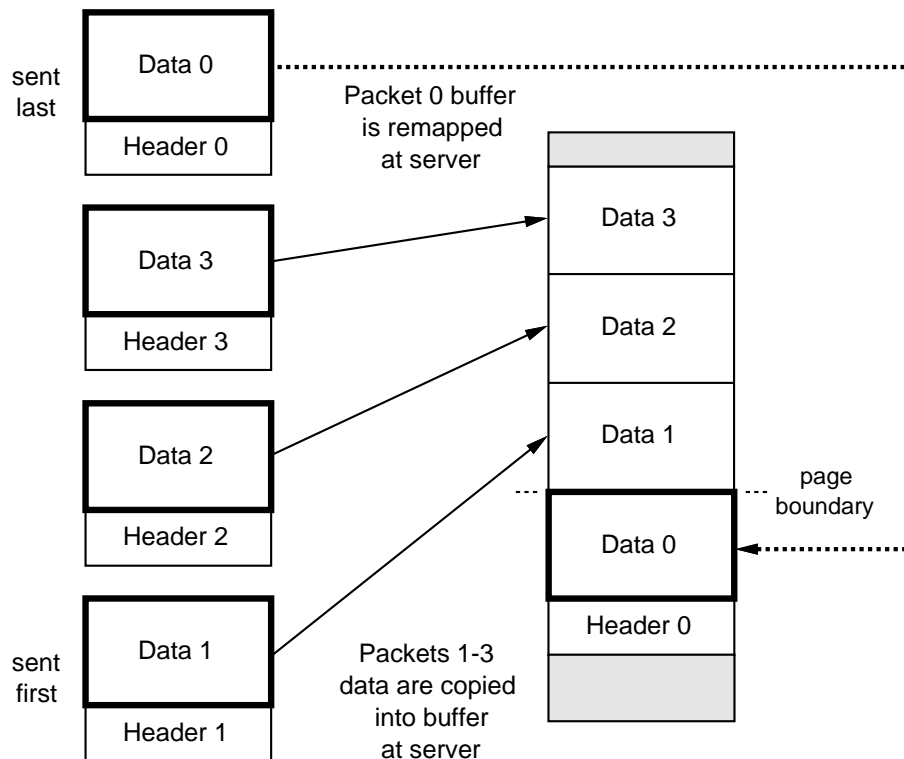 Data 0
sent
last
Header 0
Packet 0 buffer
is remapped
at server
Data 3
Header 3
Data 2
Header 2
Data 1
sent
first
Header 1
Data 3
Data 2
Data 1
page
boundary
Data 0
Header 0
Packets 1-3
data are copied
into buffer
at server